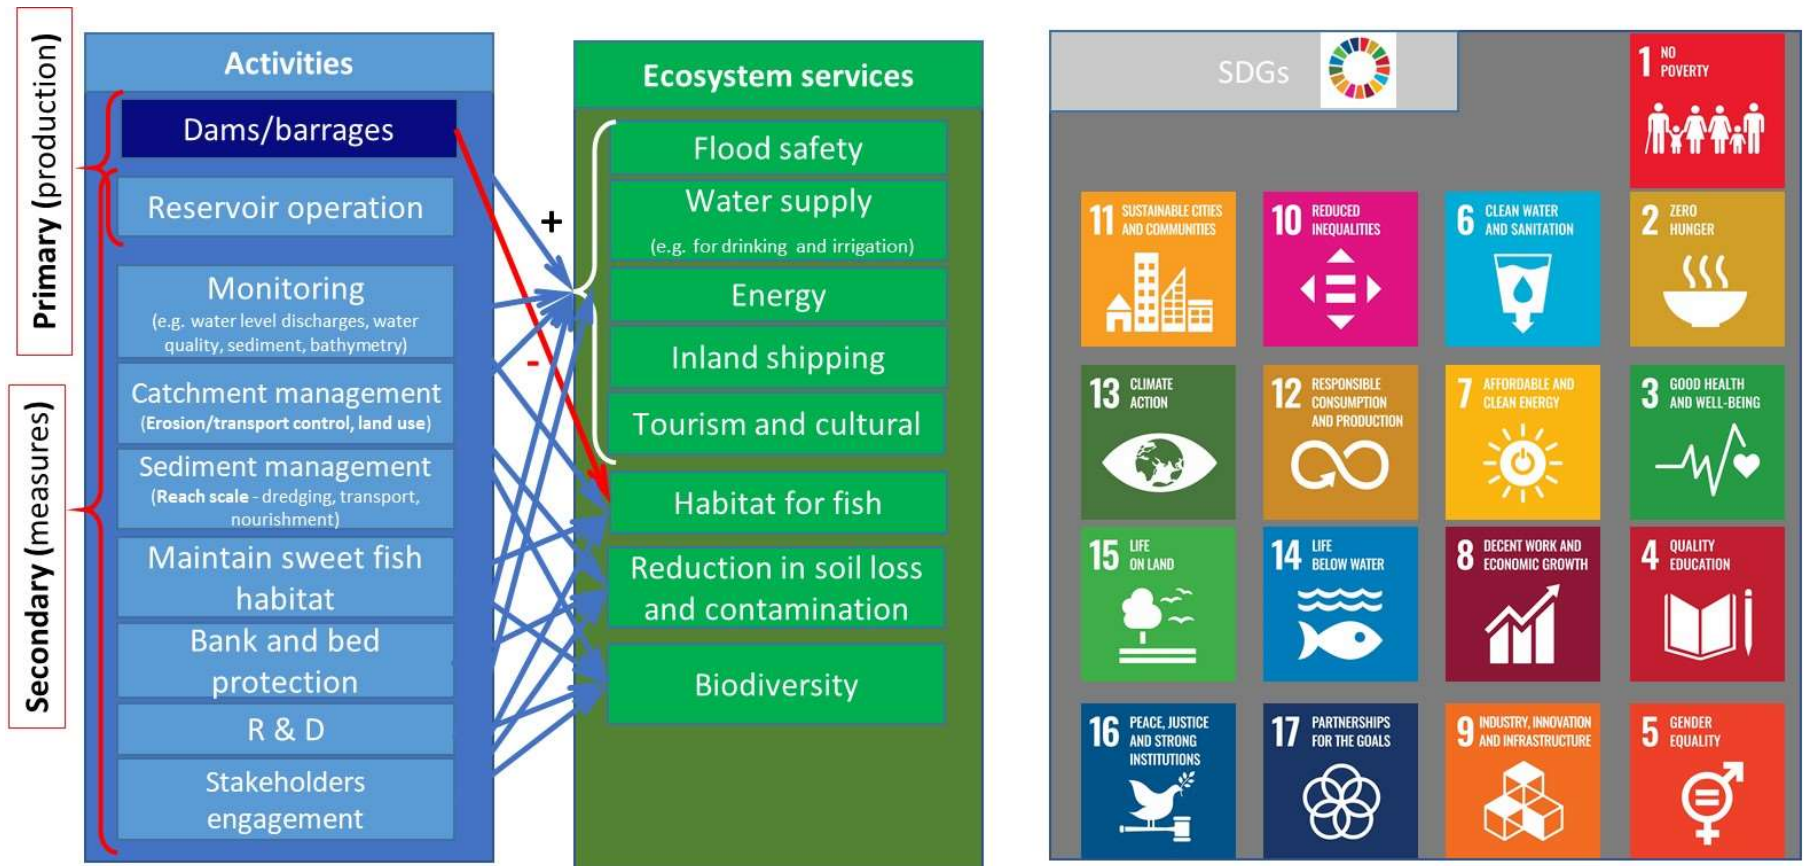 Primary (production)
Secondary (measures)
Activities
Dams/barrages
Reservoir operation
Monitoring
(e.g. water level discharges, water
quality, sediment, bathymetry)
Catchment management
(Erosion/transport control, land use)
Sediment management
(Reach scale - dredging, transport,
nourishment)
Maintain sweet fish
habitat
Bank and bed
protection
R & D
Stakeholders
engagement
+
-
Ecosystem services
Flood safety
Water supply
(e.g. for drinking and irrigation)
Energy
Inland shipping
Tourism and cultural
Habitat for fish
Reduction in soil loss
and contamination
Biodiversity
SDGs
1 NO
POVERTY
11 SUSTAINABLE CITIES
AND COMMUNITIES
10 REDUCED
INEQUALITIES
6 CLEAN WATER
AND SANITATION
2 ZERO
HUNGER
13 CLIMATE
ACTION
12 RESPONSIBLE
CONSUMPTION
AND PRODUCTION
7 AFFORDABLE AND
CLEAN ENERGY
3 GOOD HEALTH
AND WELL-BEING
15 LIFE
ON LAND
14 LIFE
BELOW WATER
8 DECENT WORK AND
ECONOMIC GROWTH
4 QUALITY
EDUCATION
16 PEACE, JUSTICE
AND STRONG
INSTITUTIONS
17 PARTNERSHIPS
FOR THE GOALS
9 INDUSTRY, INNOVATION
AND INFRASTRUCTURE
5 GENDER
EQUALITY